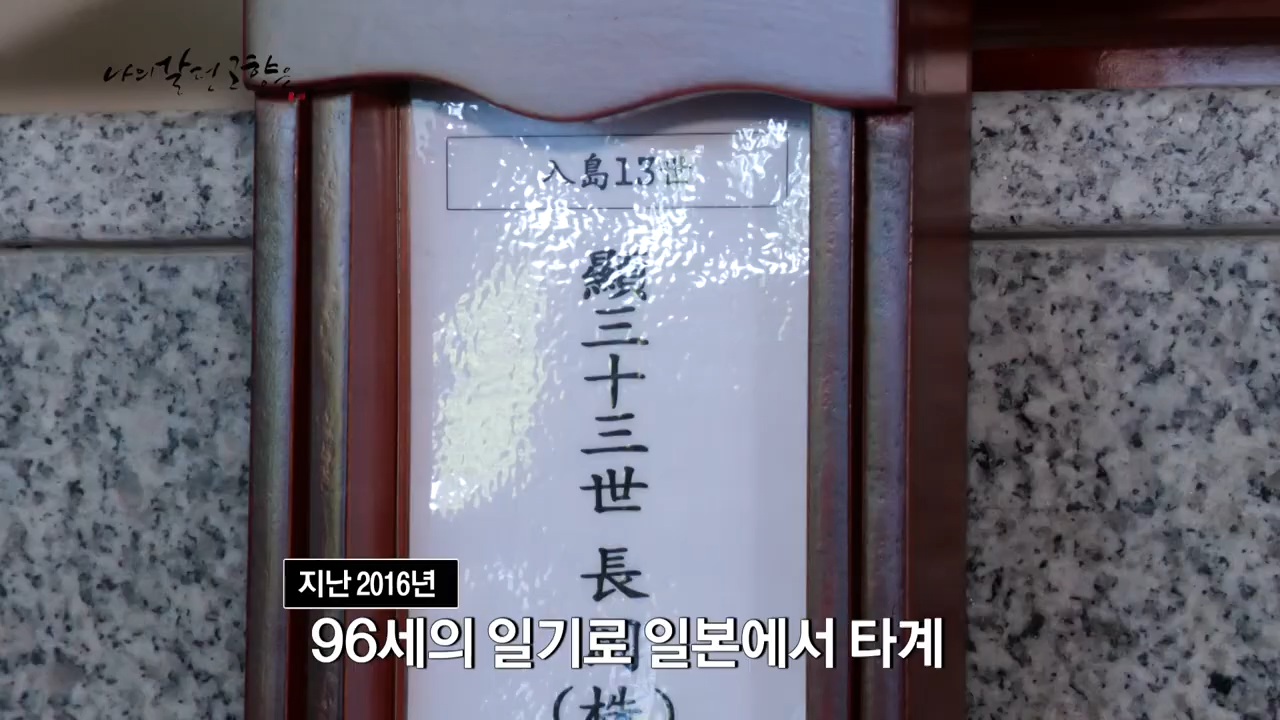 나의 살던 고향은
入島13世
顯三十三世 長
지난 2016년
96세의 일기로 일본에서 타계